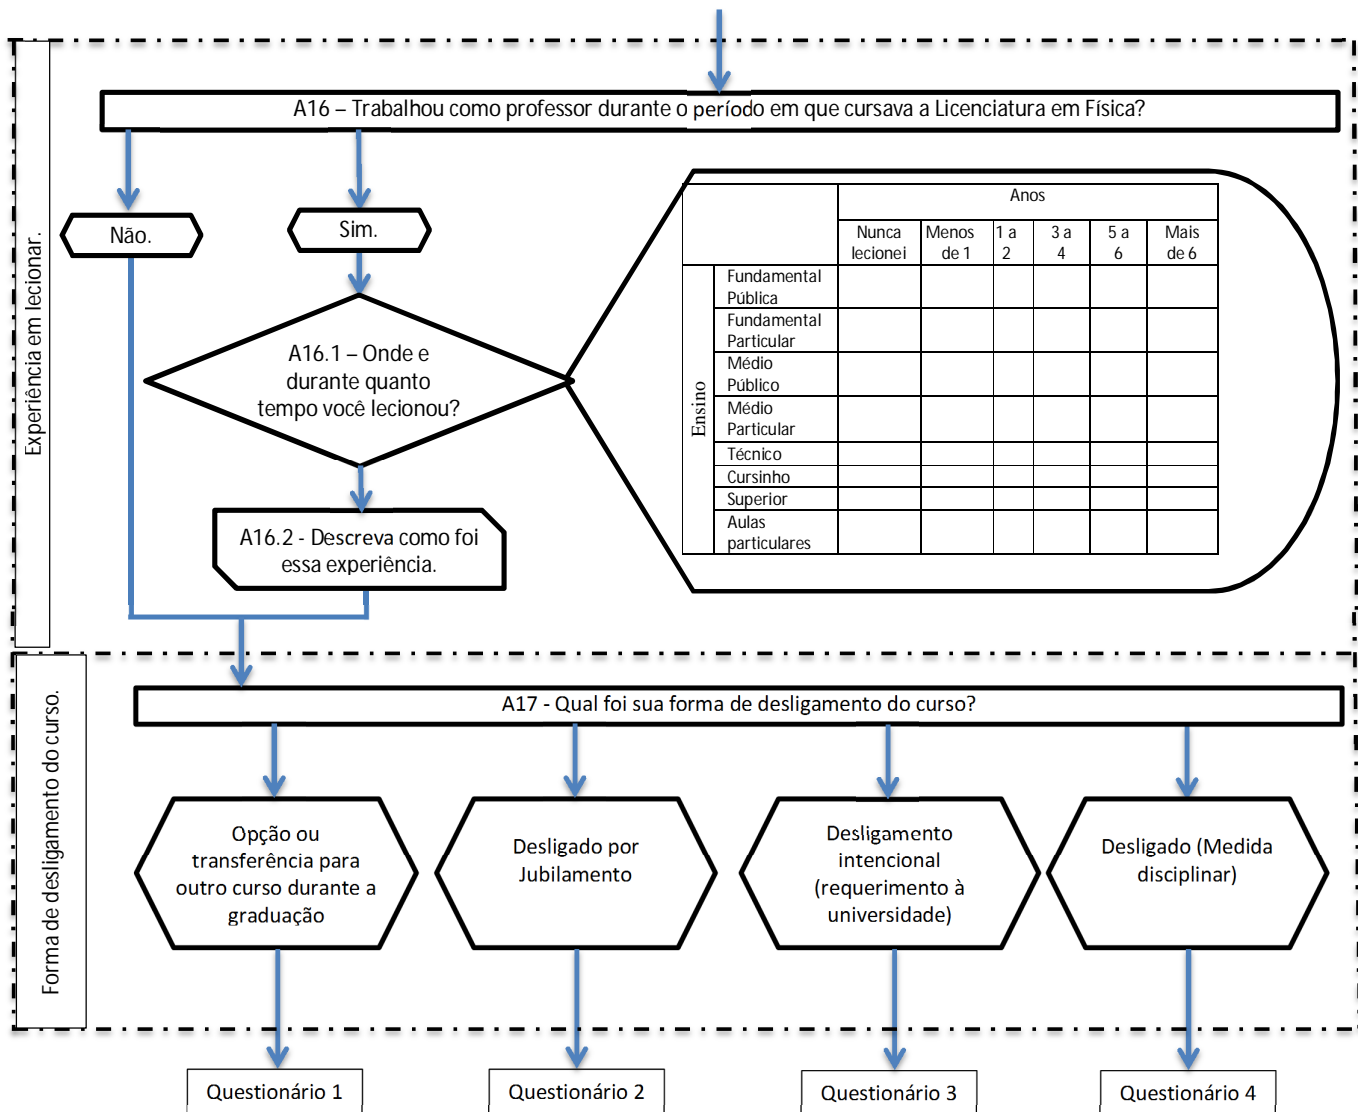 Experiência em lecionar.
A16 – Trabalhou como professor durante o período em que cursava a Licenciatura em Física?
Não.
Sim.
A16.1 – Onde e
durante quanto
tempo você lecionou?
Anos
Nunca
lecionei
Menos
de 1
1 a
2
3 a
4
5 a
6
Mais
de 6
Ensino
Fundamental
Pública
Fundamental
Particular
Médio
Público
Médio
Particular
Técnico
Cursinho
Superior
Aulas
particulares
A16.2 - Descreva como foi
essa experiência.
Forma de desligamento do curso.
A17 - Qual foi sua forma de desligamento do curso?
Opção ou
transferência para
outro curso durante a
graduação
Desligado por
Jubilamento
Desligamento
intencional
(requerimento à
universidade)
Desligado (Medida
disciplinar)
Questionário 1
Questionário 2
Questionário 3
Questionário 4